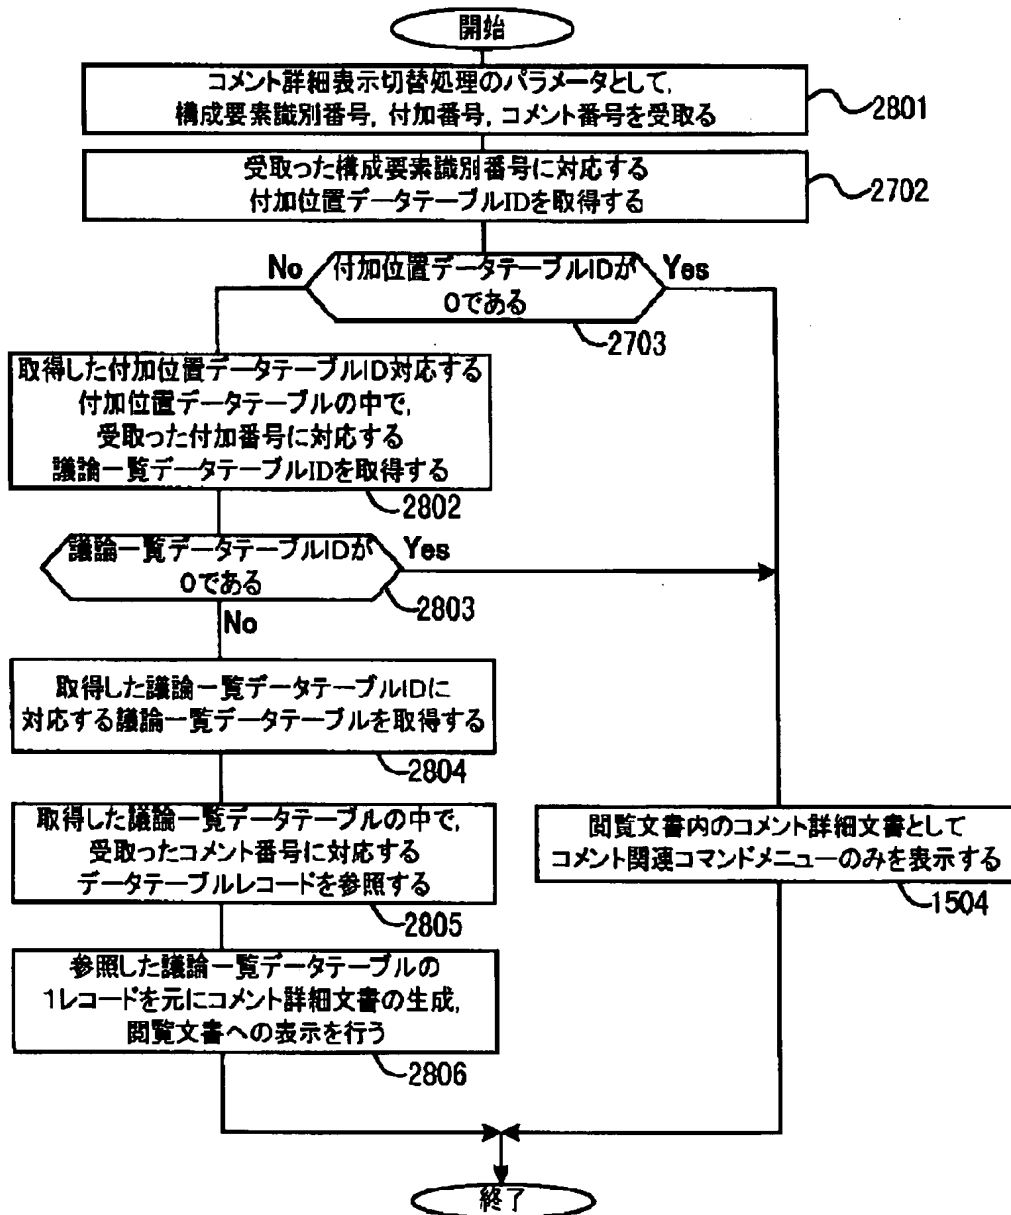 開始
コメント詳細表示切替処理のパラメータとして,
構成要素識別番号, 付加番号, コメント番号を受取る
2801
受取った構成要素識別番号に対応する
付加位置データテーブルIDを取得する
2702
No
付加位置データテーブルIDが
0である
Yes
2703
取得した付加位置データテーブルID対応する
付加位置データテーブルの中で,
受取った付加番号に対応する
議論一覧データテーブルIDを取得する
2802
議論一覧データテーブルIDが
0である
Yes
2803
No
取得した議論一覧データテーブルIDに
対応する議論一覧データテーブルを取得する
2804
取得した議論一覧データテーブルの中で,
受取ったコメント番号に対応する
データテーブルレコードを参照する
2805
閲覧文書内のコメント詳細文書として
コメント関連コマンドメニューのみを表示する
1504
参照した議論一覧データテーブルの
1レコードを元にコメント詳細文書の生成,
閲覧文書への表示を行う
2806
終了